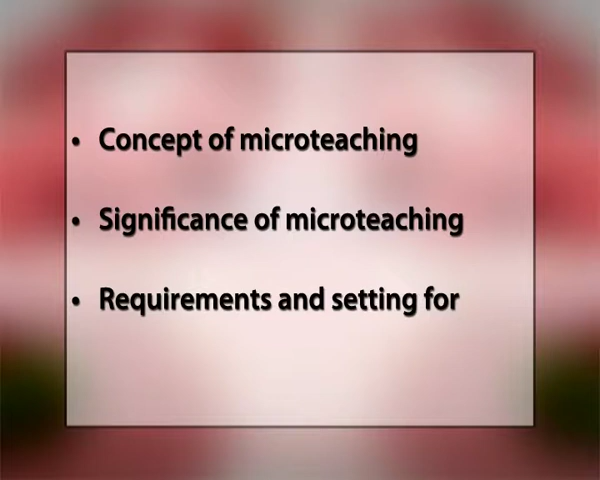 • Concept of microteaching
• Significance of microteaching
• Requirements and setting for